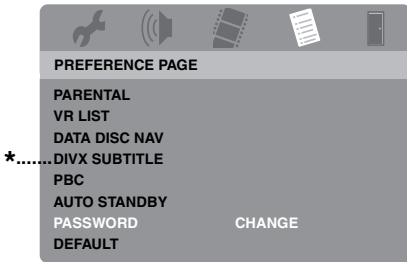 PREFERENCE PAGE
PARENTAL
VR LIST
DATA DISC NAV
*.......DIVX SUBTITLE
PBC
AUTO STANDBY
PASSWORD CHANGE
DEFAULT